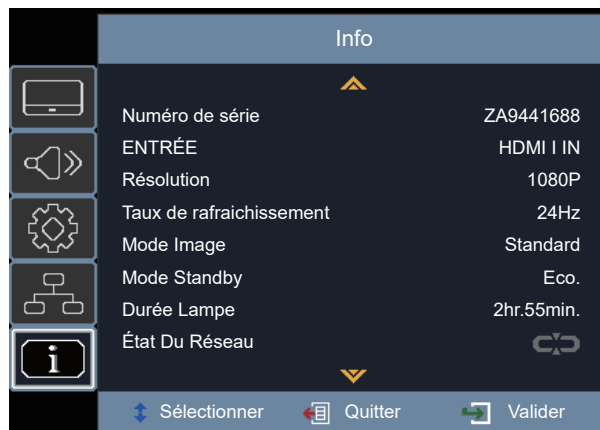 Info
Numéro de série ZA9441688
ENTRÉE HDMI I IN
Résolution 1080P
Taux de rafraichissement 24Hz
Mode Image Standard
Mode Standby Eco.
Durée Lampe 2hr.55min.
État Du Réseau
i
Sélectionner Quitter Valider